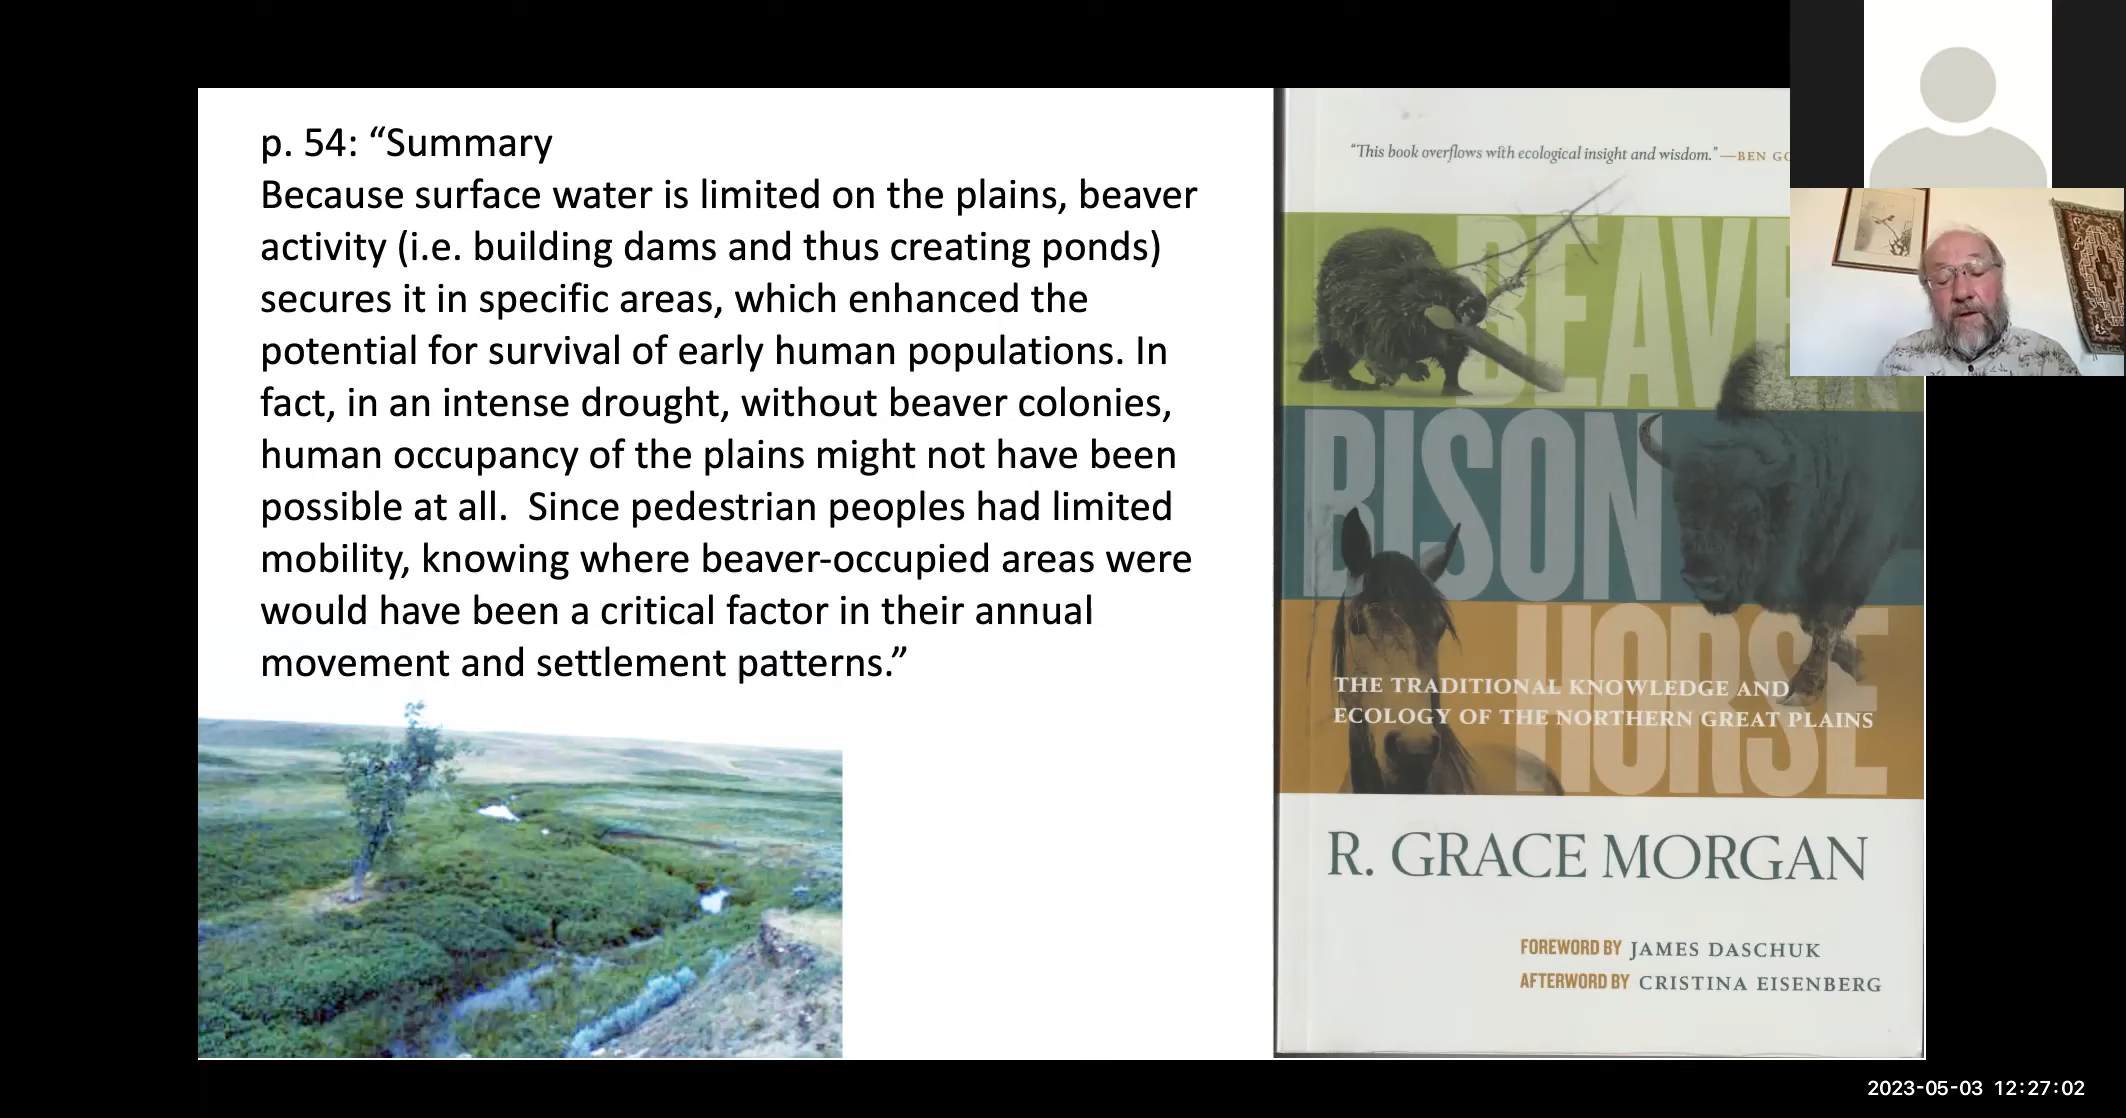 p. 54: “Summary
Because surface water is limited on the plains, beaver
activity (i.e. building dams and thus creating ponds)
secures it in specific areas, which enhanced the
potential for survival of early human populations. In
fact, in an intense drought, without beaver colonies,
human occupancy of the plains might not have been
possible at all.  Since pedestrian peoples had limited
mobility, knowing where beaver-occupied areas were
would have been a critical factor in their annual
movement and settlement patterns.”
“This book overflows with ecological insight and wisdom.” —BEN GO
BEAVER
BISON
HORSE
THE TRADITIONAL KNOWLEDGE AND
ECOLOGY OF THE NORTHERN GREAT PLAINS
R. GRACE MORGAN
FOREWORD BY JAMES DASCHUK
AFTERWORD BY CRISTINA EISENBERG
2023-05-03 12:27:02